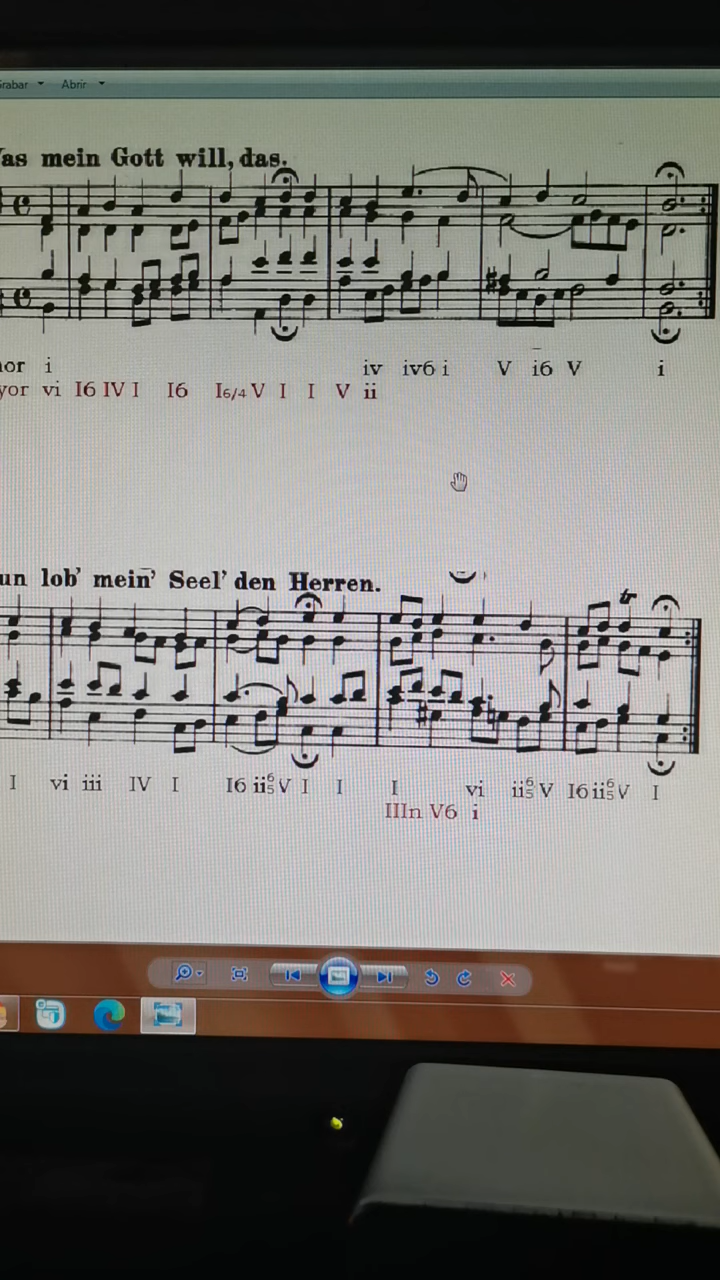 Grabar Abrir
Was mein Gott will, das.
nor i iv iv6 i V i6 V i
yor vi I6 IV I I6 I6/4 V I I V ii
un lob' mein' Seel' den Herren.
tr
I vi iii IV I I6 ii6/5 V I I I vi ii6/5 V I6 ii6/5 V I
IIIn V6 i